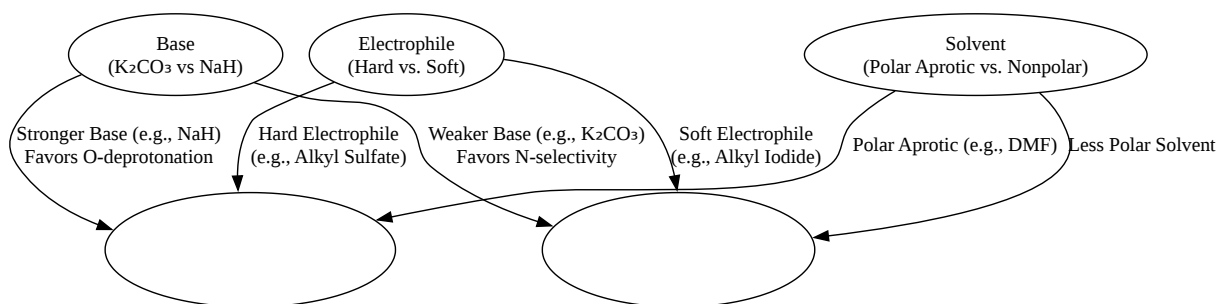 Base
(K₂CO₃ vs NaH)
Electrophile
(Hard vs. Soft)
Solvent
(Polar Aprotic vs. Nonpolar)
Stronger Base (e.g., NaH)
Favors O-deprotonation
Hard Electrophile
(e.g., Alkyl Sulfate)
Weaker Base (e.g., K₂CO₃)
Favors N-selectivity
Soft Electrophile
(e.g., Alkyl Iodide)
Polar Aprotic (e.g., DMF)
Less Polar Solvent